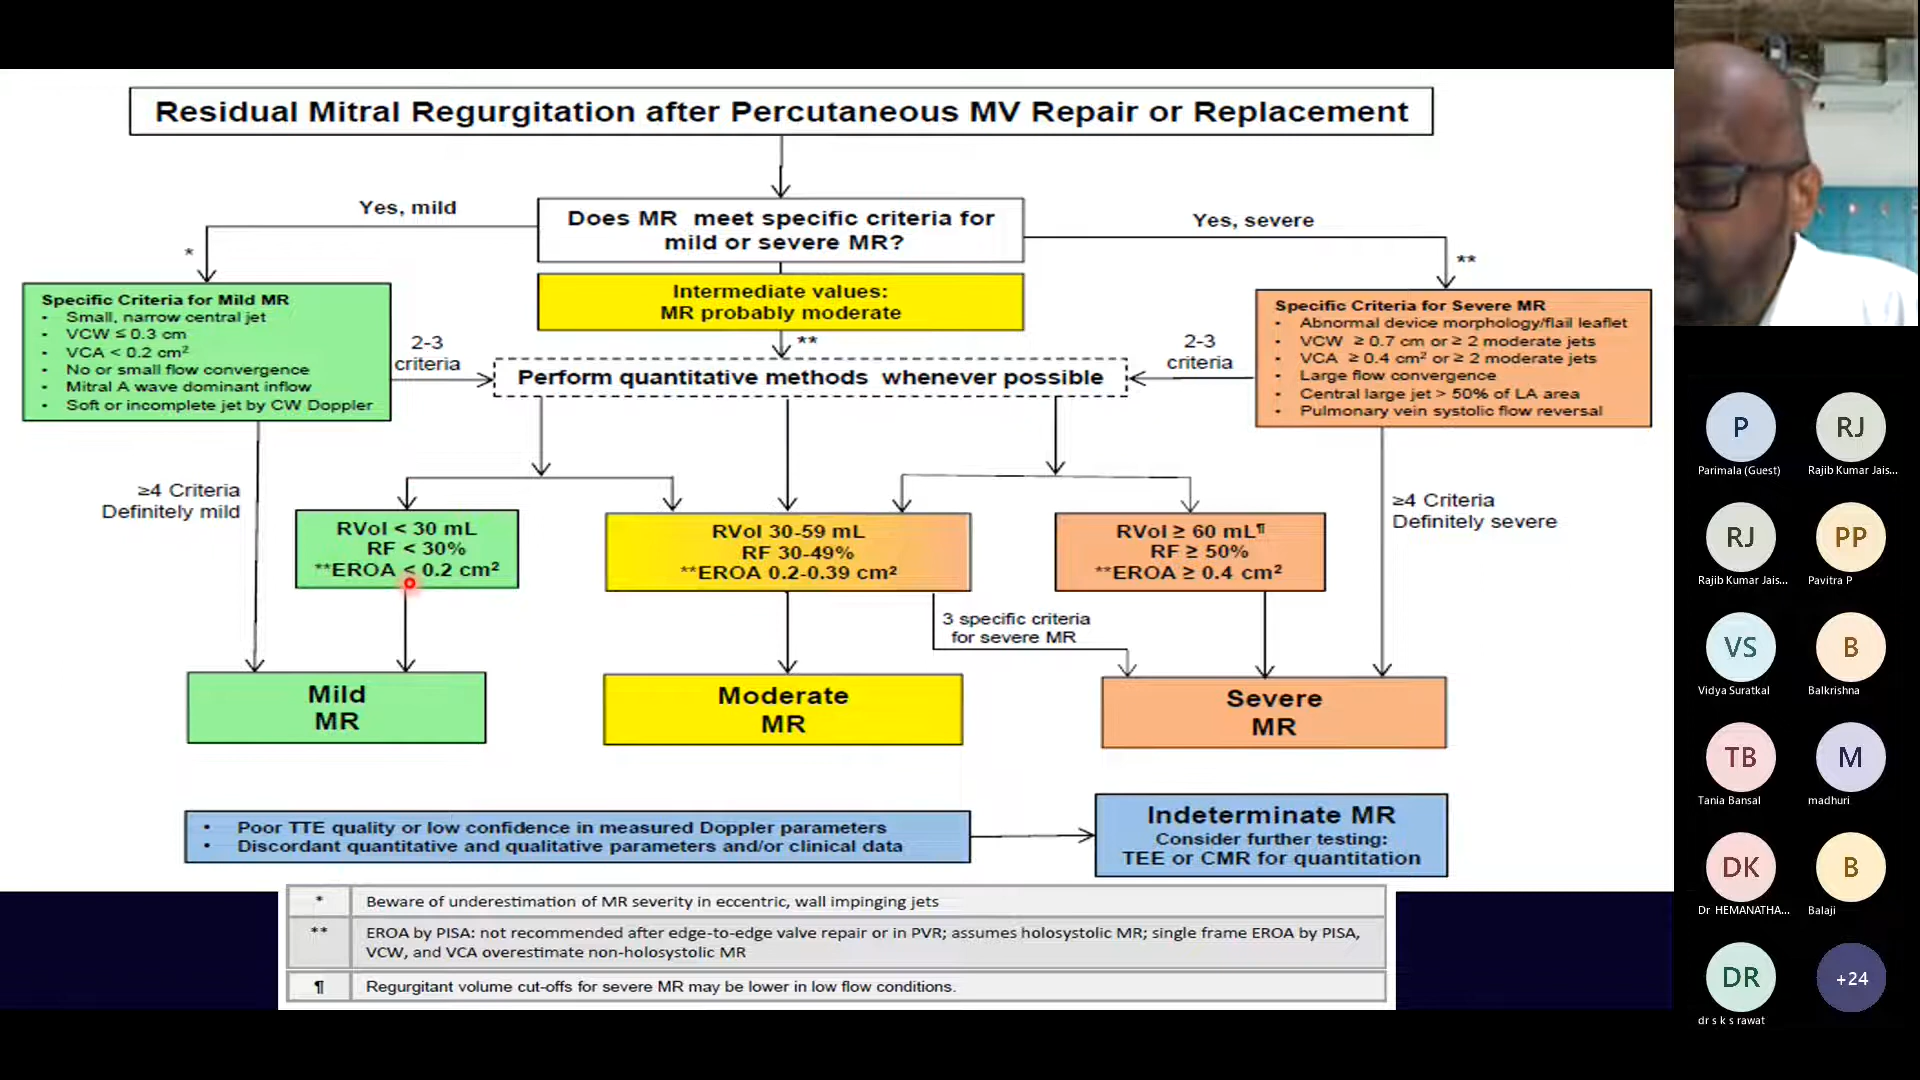 Residual Mitral Regurgitation after Percutaneous MV Repair or Replacement
Yes, mild
Does MR meet specific criteria for
mild or severe MR?
Yes, severe
*
**
Specific Criteria for Mild MR
• Small, narrow central jet
• VCW ≤ 0.3 cm
• VCA < 0.2 cm²
• No or small flow convergence
• Mitral A wave dominant inflow
• Soft or incomplete jet by CW Doppler
Intermediate values:
MR probably moderate
**
Specific Criteria for Severe MR
• Abnormal device morphology/flail leaflet
• VCW ≥ 0.7 cm or ≥ 2 moderate jets
• VCA ≥ 0.4 cm² or ≥ 2 moderate jets
• Large flow convergence
• Central large jet > 50% of LA area
• Pulmonary vein systolic flow reversal
2-3
criteria
Perform quantitative methods whenever possible
2-3
criteria
≥4 Criteria
Definitely mild
≥4 Criteria
Definitely severe
RVol < 30 mL
RF < 30%
**EROA < 0.2 cm²
RVol 30-59 mL
RF 30-49%
**EROA 0.2-0.39 cm²
RVol ≥ 60 mL¶
RF ≥ 50%
**EROA ≥ 0.4 cm²
3 specific criteria
for severe MR
Mild
MR
Moderate
MR
Severe
MR
• Poor TTE quality or low confidence in measured Doppler parameters
• Discordant quantitative and qualitative parameters and/or clinical data
Indeterminate MR
Consider further testing:
TEE or CMR for quantitation
* Beware of underestimation of MR severity in eccentric, wall impinging jets
** EROA by PISA: not recommended after edge-to-edge valve repair or in PVR; assumes holosystolic MR; single frame EROA by PISA,
VCW, and VCA overestimate non-holosystolic MR
¶ Regurgitant volume cut-offs for severe MR may be lower in low flow conditions.
P
RJ
Parimala (Guest)
Rajib Kumar Jais...
RJ
PP
Rajib Kumar Jais...
Pavitra P
VS
B
Vidya Suratkal
Balkrishna
TB
M
Tania Bansal
madhuri
DK
B
Dr HEMANATHA...
Balaji
DR
+24
dr s k s rawat